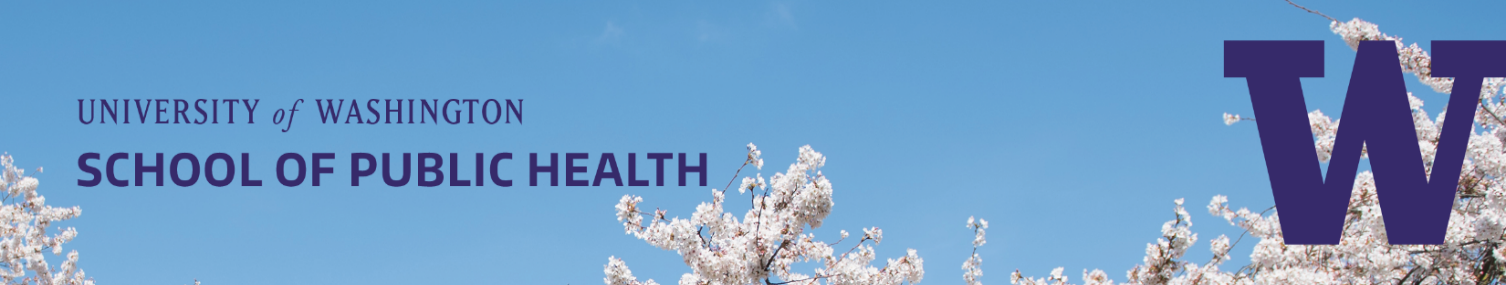 UNIVERSITY of WASHINGTON
SCHOOL OF PUBLIC HEALTH
W